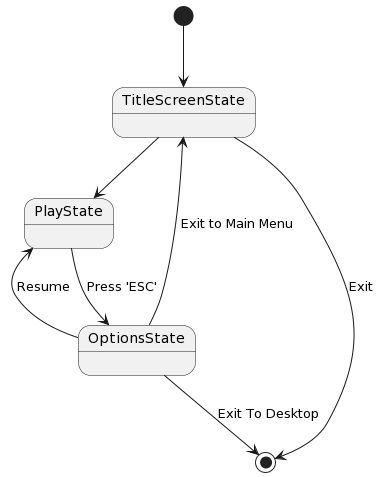 TitleScreenState
PlayState
Exit to Main Menu
Resume
Press 'ESC'
Exit
OptionsState
Exit To Desktop